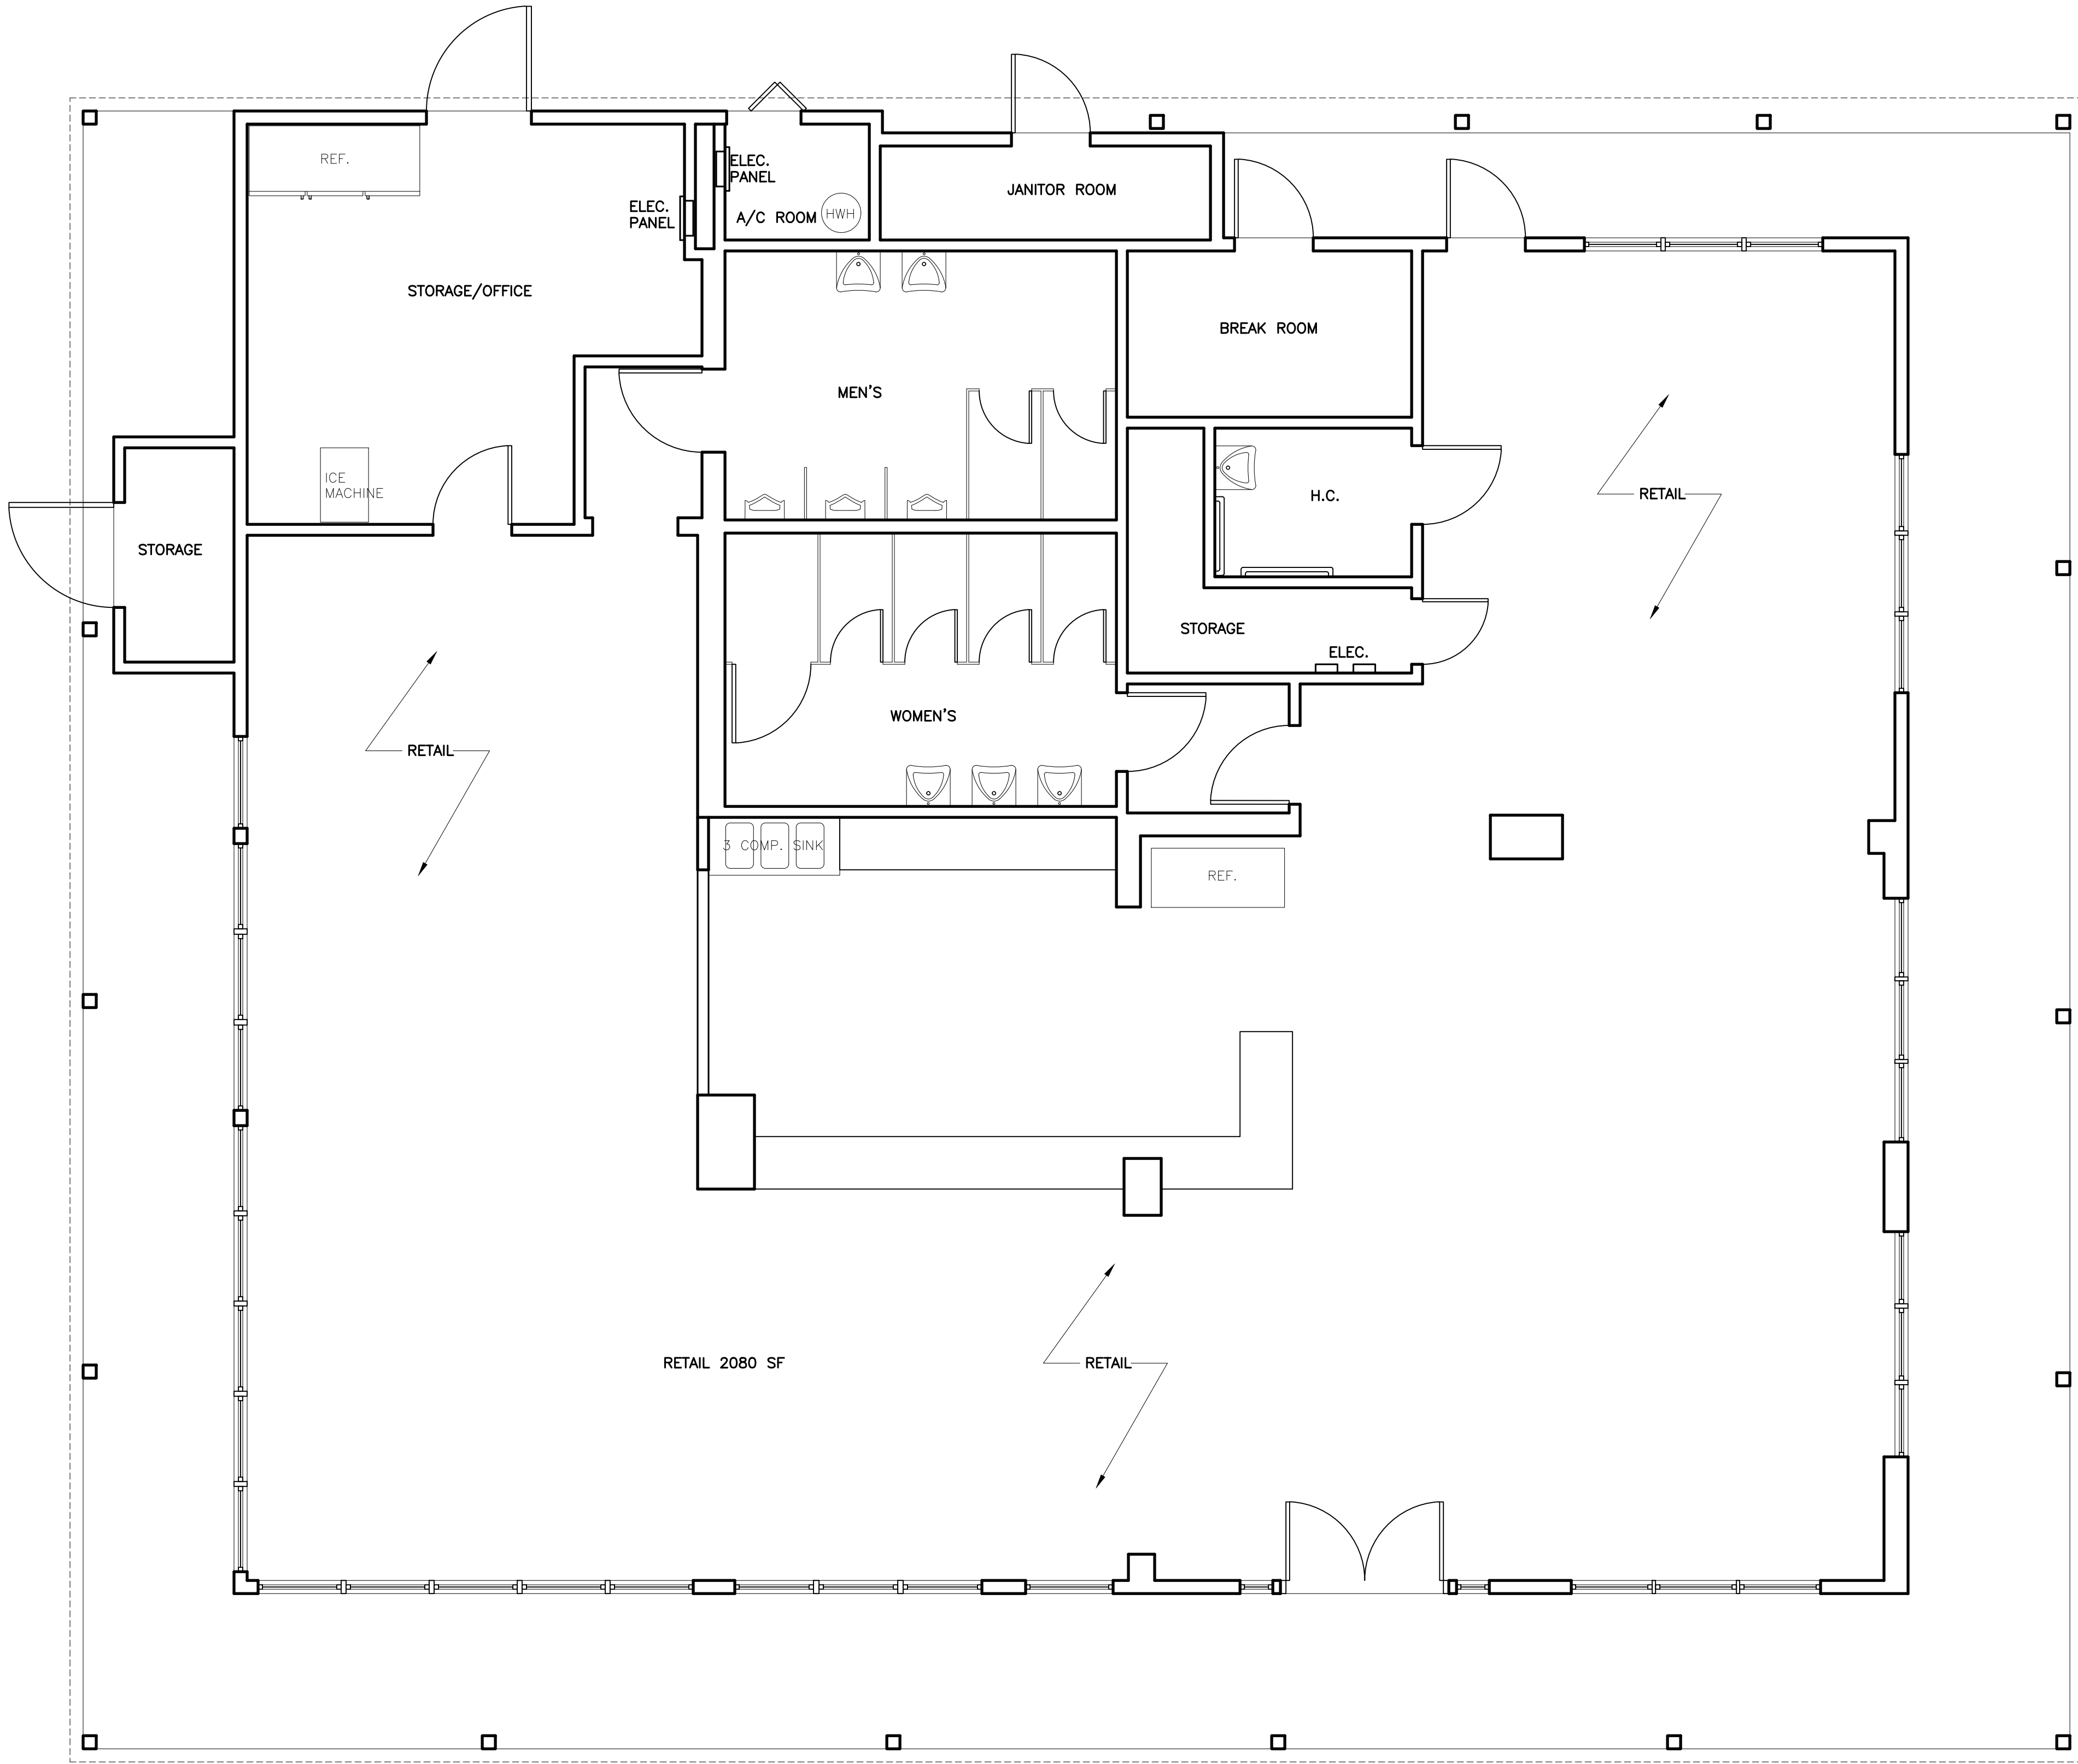 REF.
ELEC.
PANEL
JANITOR ROOM
ELEC.
PANEL
A/C ROOM
HWH
STORAGE/OFFICE
BREAK ROOM
MEN'S
ICE
MACHINE
H.C.
RETAIL
STORAGE
STORAGE
ELEC.
WOMEN'S
RETAIL
3 COMP. SINK
REF.
RETAIL 2080 SF
RETAIL